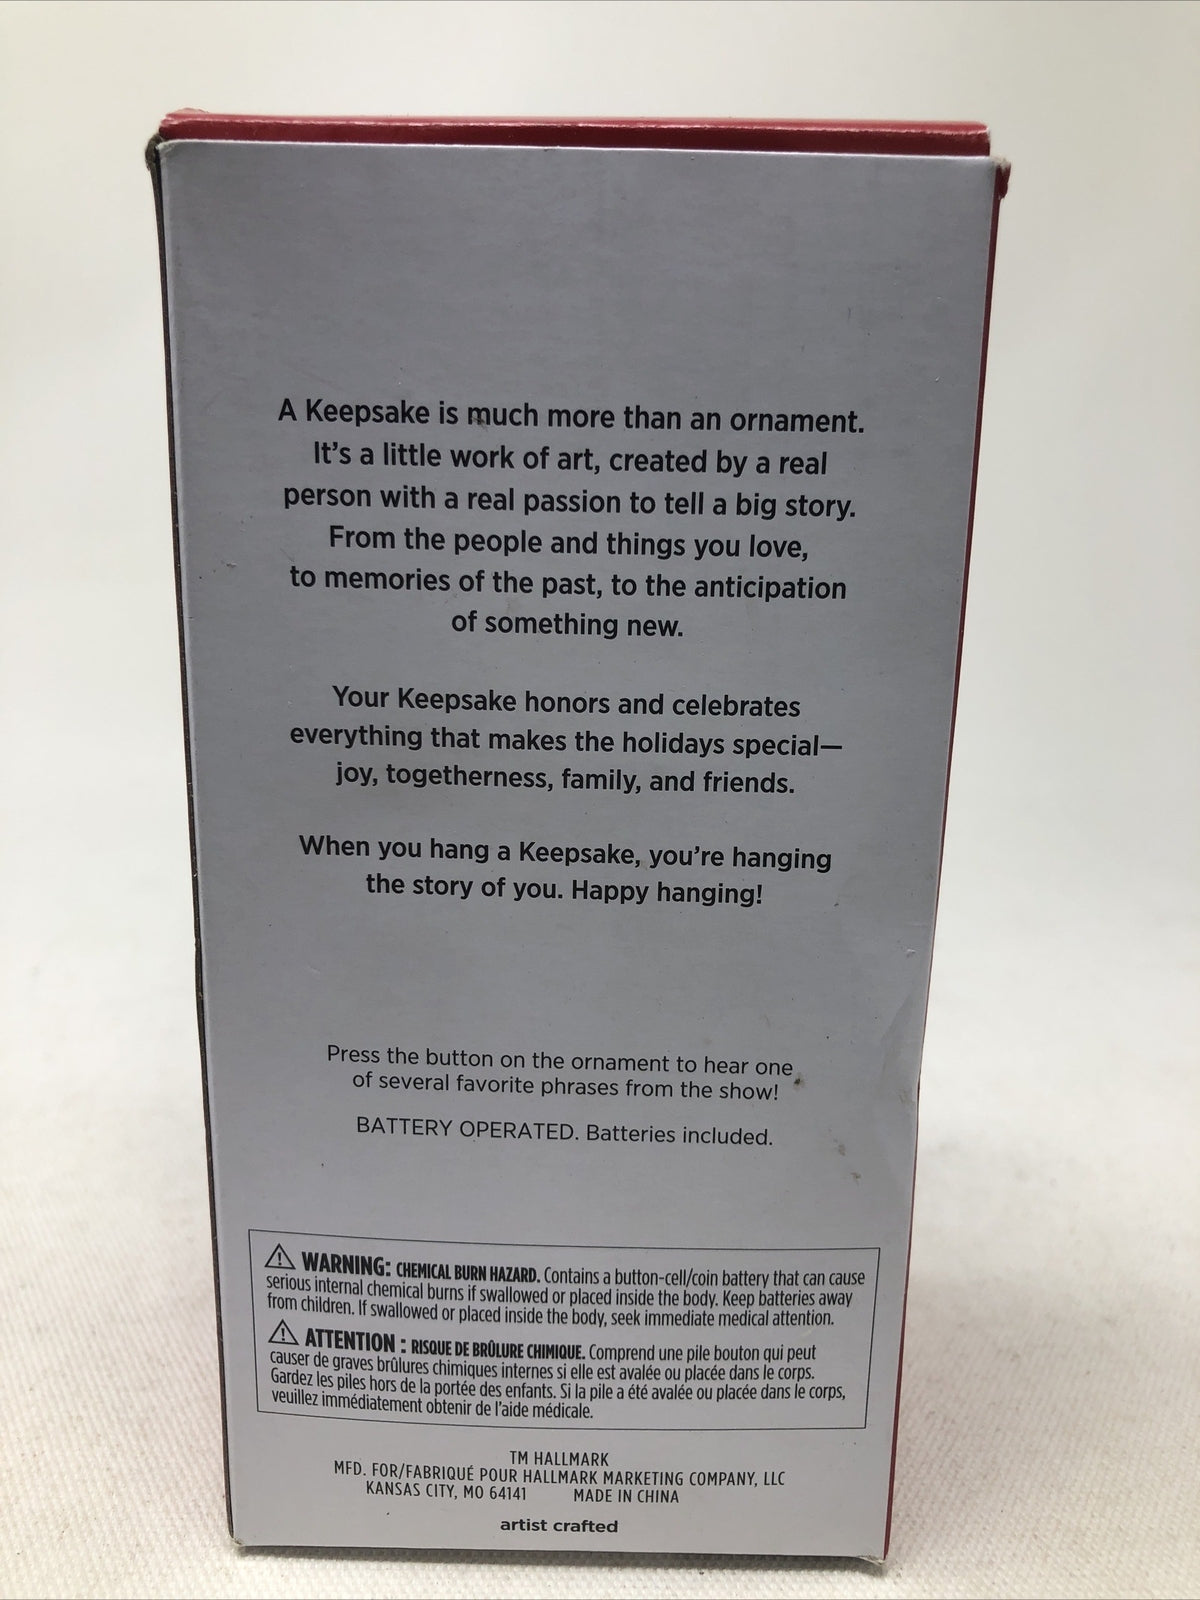 A Keepsake is much more than an ornament.
It's a little work of art, created by a real
person with a real passion to tell a big story.
From the people and things you love,
to memories of the past, to the anticipation
of something new.
Your Keepsake honors and celebrates
everything that makes the holidays special—
joy, togetherness, family, and friends.
When you hang a Keepsake, you're hanging
the story of you. Happy hanging!
Press the button on the ornament to hear one
of several favorite phrases from the show!
BATTERY OPERATED. Batteries included.
⚠ WARNING: CHEMICAL BURN HAZARD. Contains a button-cell/coin battery that can cause
serious internal chemical burns if swallowed or placed inside the body. Keep batteries away
from children. If swallowed or placed inside the body, seek immediate medical attention.
⚠ ATTENTION : RISQUE DE BRÛLURE CHIMIQUE. Comprend une pile bouton qui peut
causer de graves brûlures chimiques internes si elle est avalée ou placée dans le corps.
Gardez les piles hors de la portée des enfants. Si la pile a été avalée ou placée dans le corps,
veuillez immédiatement obtenir de l'aide médicale.
TM HALLMARK
MFD. FOR/FABRIQUÉ POUR HALLMARK MARKETING COMPANY, LLC
KANSAS CITY, MO 64141 MADE IN CHINA
artist crafted